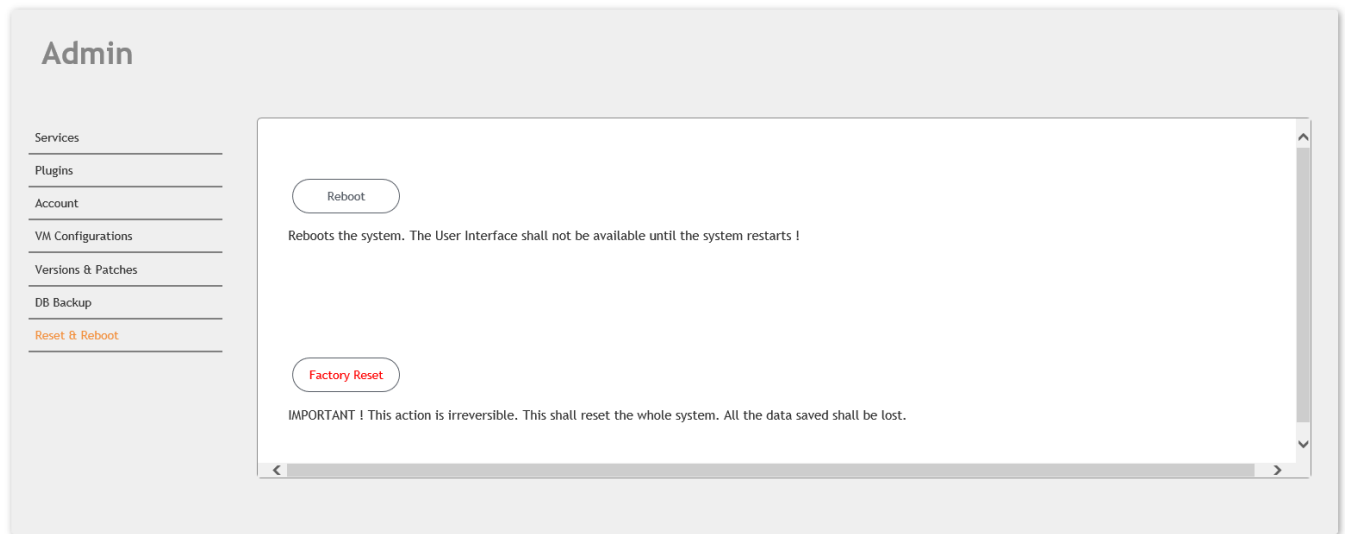 Admin
Services
Plugins
Account
VM Configurations
Versions & Patches
DB Backup
Reset & Reboot
Reboot
Reboots the system. The User Interface shall not be available until the system restarts !
Factory Reset
IMPORTANT ! This action is irreversible. This shall reset the whole system. All the data saved shall be lost.